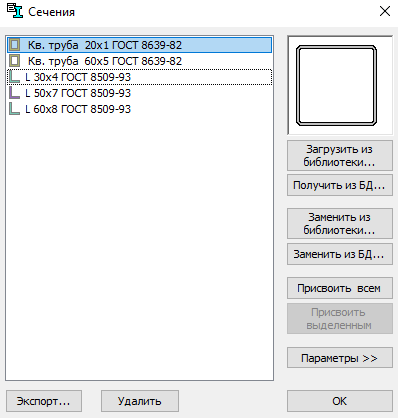 Сечения
Кв. труба 20x1 ГОСТ 8639-82
Кв. труба 60x5 ГОСТ 8639-82
L 30x4 ГОСТ 8509-93
L 50x7 ГОСТ 8509-93
L 60x8 ГОСТ 8509-93
Загрузить из
библиотеки...
Получить из БД...
Заменить из
библиотеки...
Заменить из БД...
Присвоить всем
Присвоить
выделенным
Параметры >>
Экспорт...
Удалить
OK